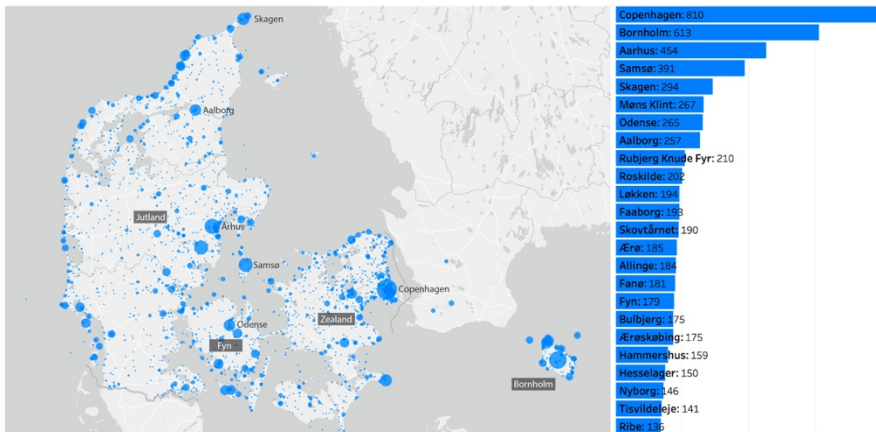 Skagen
Aalborg
Jutland
Århus
Samsø
Copenhagen
Odense
Zealand
Fyn
Bornholm
Copenhagen: 810
Bornholm: 613
Aarhus: 454
Samsø: 391
Skagen: 294
Møns Klint: 267
Odense: 265
Aalborg: 257
Rubjerg Knude Fyr: 210
Roskilde: 202
Løkken: 194
Faaborg: 193
Skovtårnet: 190
Ærø: 185
Allinge: 184
Fanø: 181
Fyn: 179
Bulbjerg: 175
Ærøskøbing: 175
Hammershus: 159
Hesselager: 150
Nyborg: 146
Tisvildeleje: 141
Ribe: 136